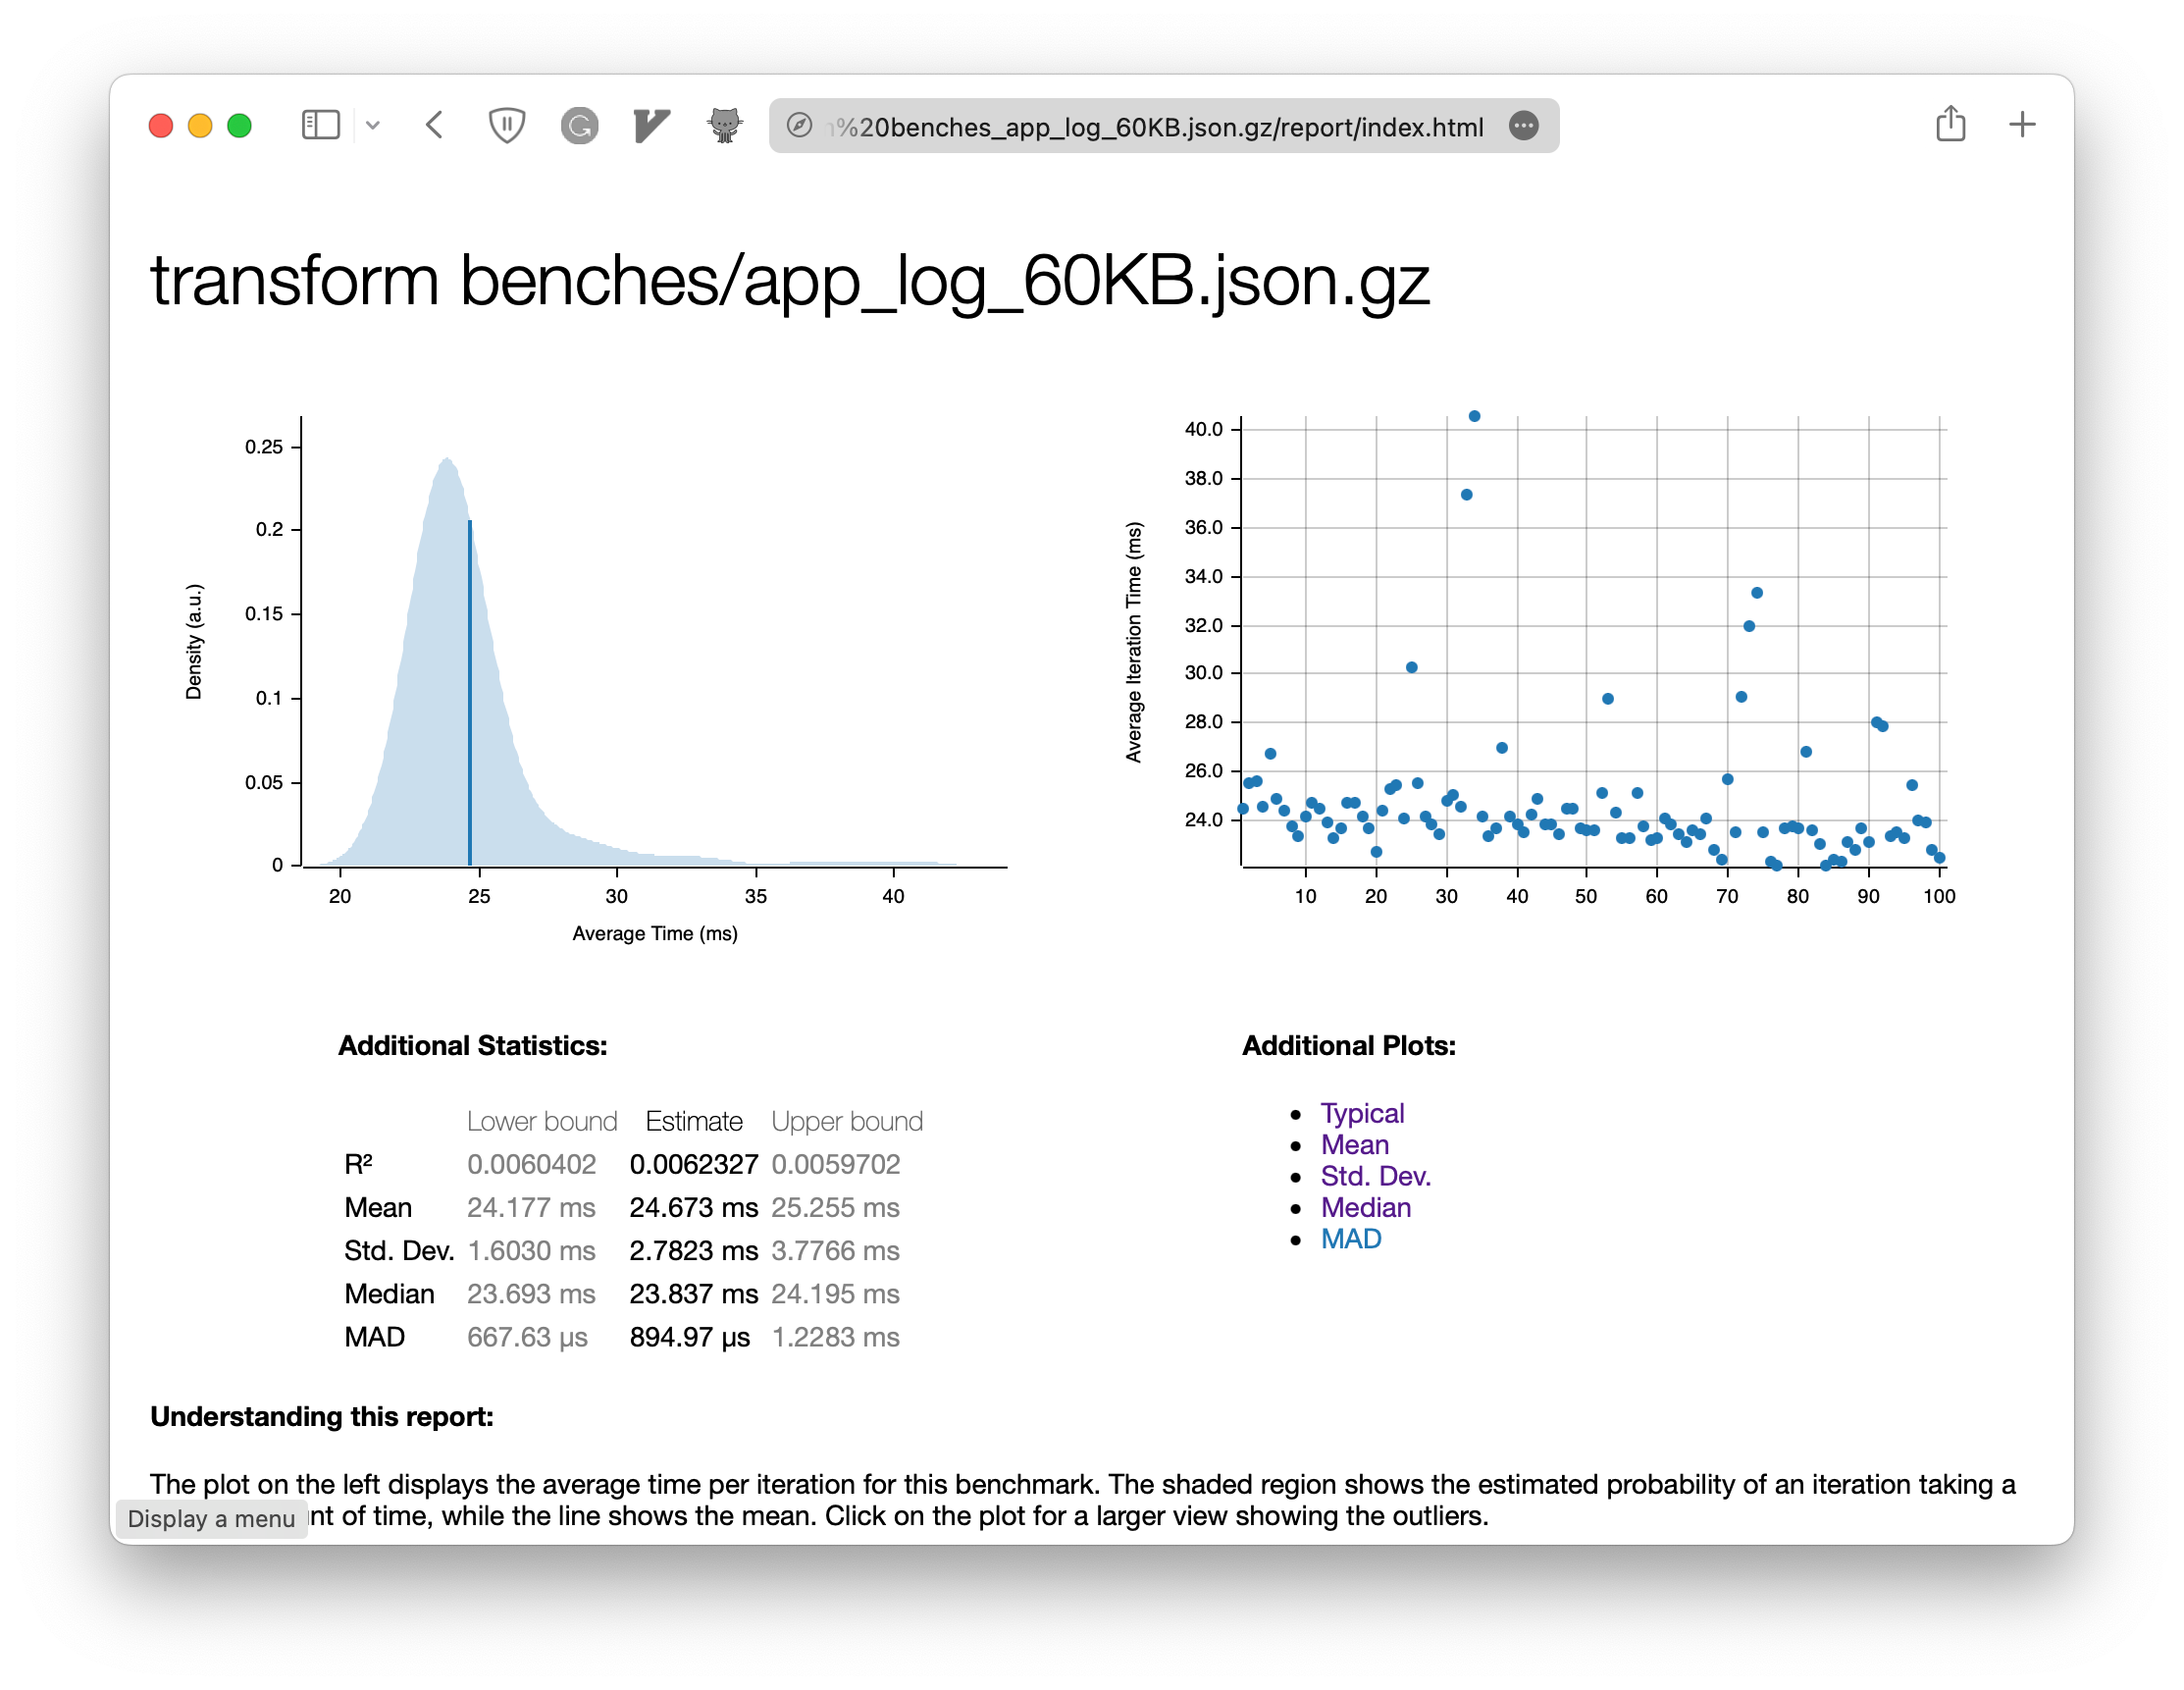 %20benches_app_log_60KB.json.gz/report/index.html
transform benches/app_log_60KB.json.gz
0.25
0.2
0.15
0.1
0.05
0
Density (a.u.)
20 25 30 35 40
Average Time (ms)
40.0
38.0
36.0
34.0
32.0
30.0
28.0
26.0
24.0
Average Iteration Time (ms)
10 20 30 40 50 60 70 80 90 100
Additional Statistics:
Lower bound Estimate Upper bound
R² 0.0060402 0.0062327 0.0059702
Mean 24.177 ms 24.673 ms 25.255 ms
Std. Dev. 1.6030 ms 2.7823 ms 3.7766 ms
Median 23.693 ms 23.837 ms 24.195 ms
MAD 667.63 µs 894.97 µs 1.2283 ms
Additional Plots:
Typical
Mean
Std. Dev.
Median
MAD
Understanding this report:
The plot on the left displays the average time per iteration for this benchmark. The shaded region shows the estimated probability of an iteration taking a
nt of time, while the line shows the mean. Click on the plot for a larger view showing the outliers.
Display a menu